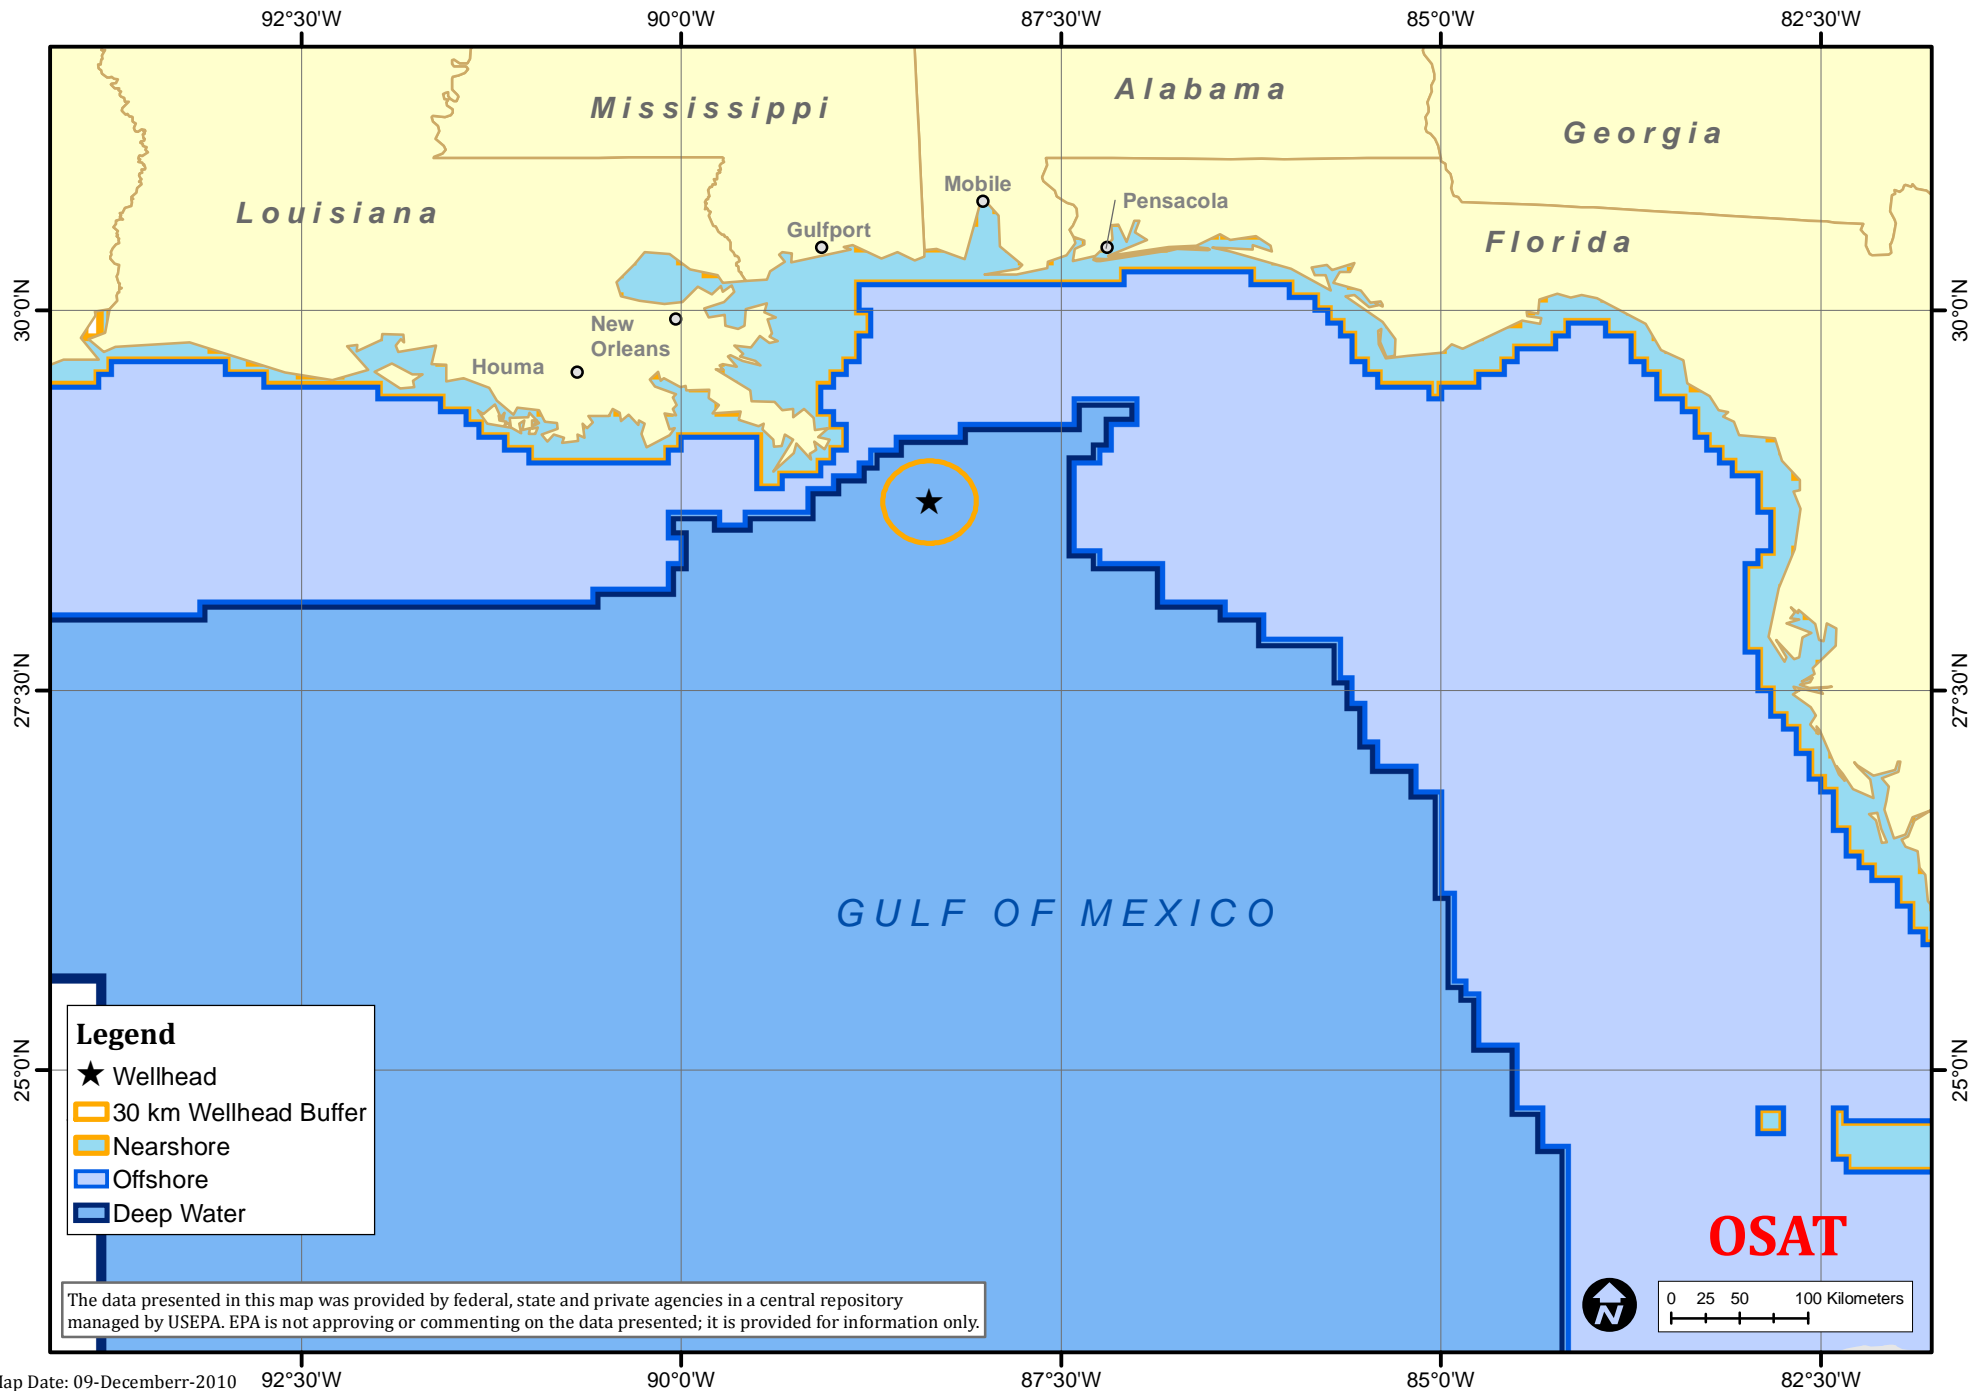 92°30'W 90°0'W 87°30'W 85°0'W 82°30'W
Alabama
Mississippi
Georgia
Mobile
Pensacola
Louisiana
Gulfport
Florida
30°0'N
30°0'N
New
Orleans
Houma
27°30'N
27°30'N
GULF OF MEXICO
25°0'N
25°0'N
Legend
Wellhead
30 km Wellhead Buffer
Nearshore
Offshore
Deep Water
OSAT
The data presented in this map was provided by federal, state and private agencies in a central repository
managed by USEPA. EPA is not approving or commenting on the data presented; it is provided for information only.
N
0 25 50 100 Kilometers
ap Date: 09-Decemberr-2010
92°30'W 90°0'W 87°30'W 85°0'W 82°30'W